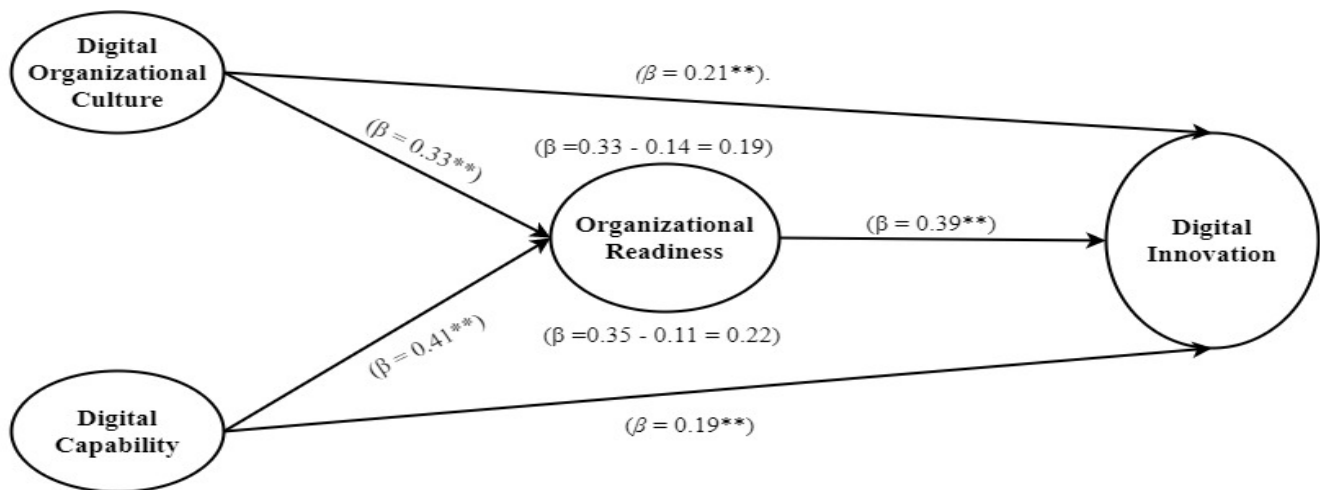 Digital
Organizational
Culture
(β = 0.21**).
(β = 0.33**)
(β =0.33 - 0.14 = 0.19)
Organizational
Readiness
(β = 0.39**)
Digital
Innovation
(β = 0.41**)
(β =0.35 - 0.11 = 0.22)
Digital
Capability
(β = 0.19**)